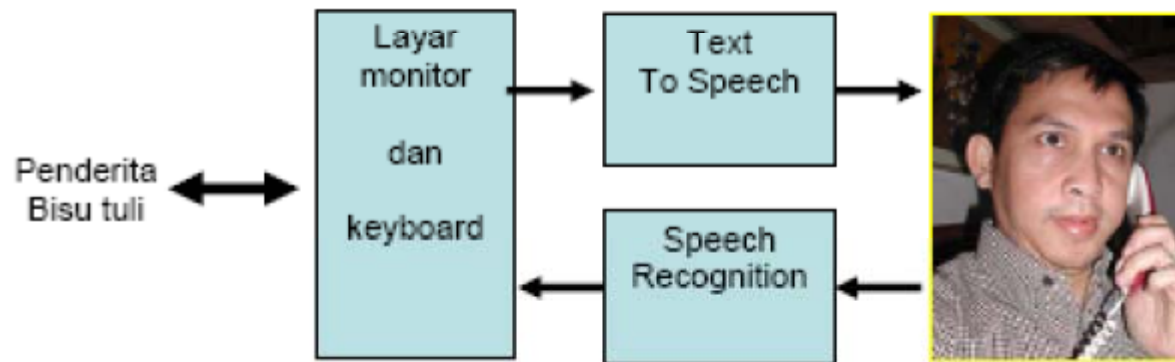 Penderita
Bisu tuli
Layar
monitor
dan
keyboard
Text
To Speech
Speech
Recognition